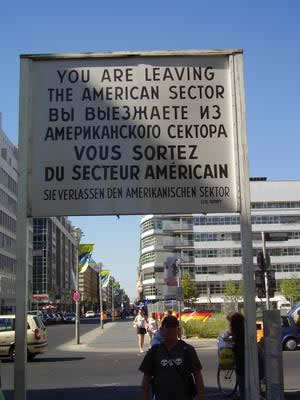 YOU ARE LEAVING
THE AMERICAN SECTOR
ВЫ ВЫЕЗЖАЕТЕ ИЗ
АМЕРИКАНСКОГО СЕКТОРА
VOUS SORTEZ
DU SECTEUR AMÉRICAIN
SIE VERLASSEN DEN AMERIKANISCHEN SEKTOR